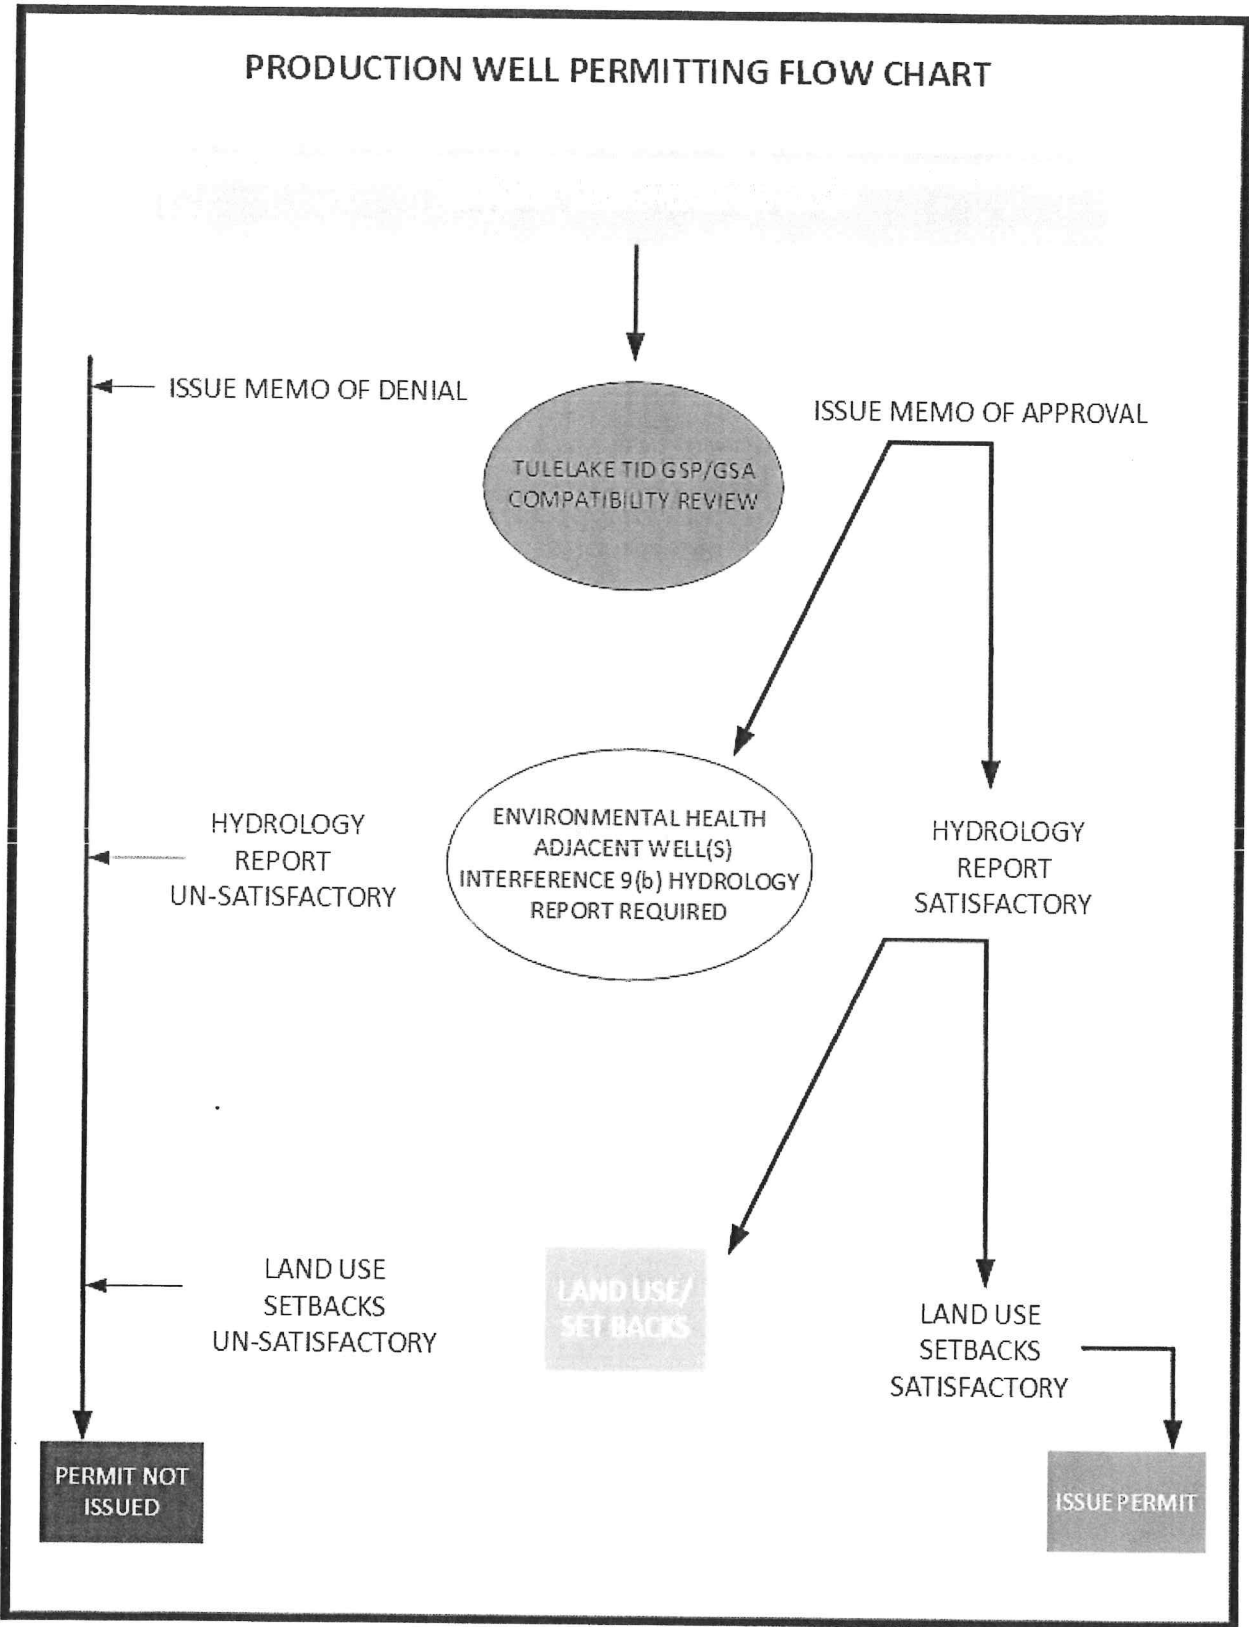 PRODUCTION WELL PERMITTING FLOW CHART
ISSUE MEMO OF DENIAL
TULELAKE TID GSP/GSA
COMPATIBILITY REVIEW
ISSUE MEMO OF APPROVAL
HYDROLOGY
REPORT
UN-SATISFACTORY
ENVIRONMENTAL HEALTH
ADJACENT WELL(S)
INTERFERENCE 9(b) HYDROLOGY
REPORT REQUIRED
HYDROLOGY
REPORT
SATISFACTORY
LAND USE
SETBACKS
UN-SATISFACTORY
LAND USE/
SET BACKS
LAND USE
SETBACKS
SATISFACTORY
PERMIT NOT
ISSUED
ISSUE PERMIT